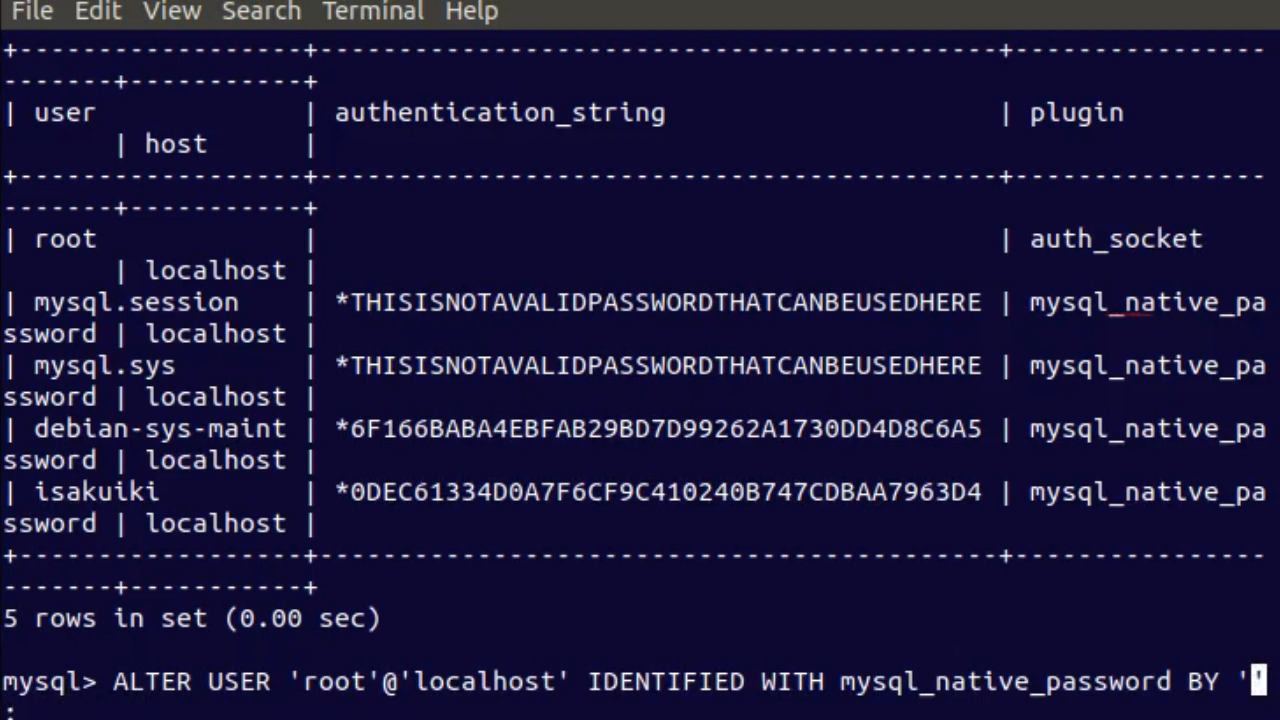 File Edit View Search Terminal Help
+------------------+-------------------------------------------+----------------
-------+-----------+
| user             | authentication_string                     | plugin
       | host      |
+------------------+-------------------------------------------+----------------
-------+-----------+
| root             |                                           | auth_socket
       | localhost |
| mysql.session    | *THISISNOTAVALIDPASSWORDTHATCANBEUSEDHERE | mysql_native_pa
ssword | localhost |
| mysql.sys        | *THISISNOTAVALIDPASSWORDTHATCANBEUSEDHERE | mysql_native_pa
ssword | localhost |
| debian-sys-maint | *6F166BABA4EBFAB29BD7D99262A1730DD4D8C6A5 | mysql_native_pa
ssword | localhost |
| isakuiki         | *0DEC61334D0A7F6CF9C410240B747CDBAA7963D4 | mysql_native_pa
ssword | localhost |
+------------------+-------------------------------------------+----------------
-------+-----------+
5 rows in set (0.00 sec)
mysql> ALTER USER 'root'@'localhost' IDENTIFIED WITH mysql_native_password BY ''
;